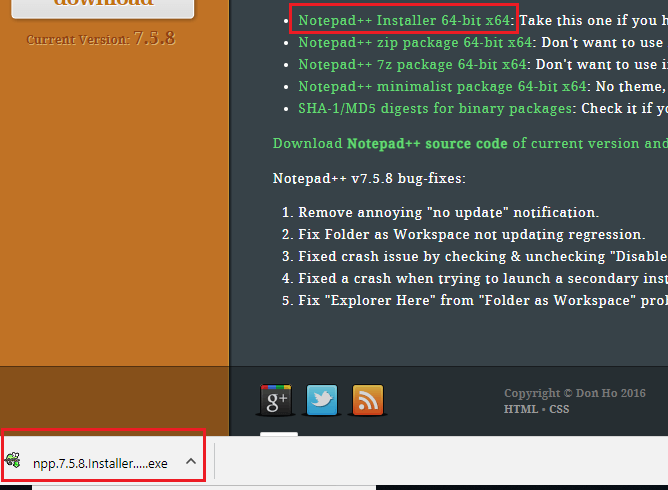 download
Current Version: 7.5.8
Notepad++ Installer 64-bit x64: Take this one if you h
Notepad++ zip package 64-bit x64: Don't want to use
Notepad++ 7z package 64-bit x64: Don't want to use i
Notepad++ minimalist package 64-bit x64: No theme,
SHA-1/MD5 digests for binary packages: Check it if yo
Download Notepad++ source code of current version and
Notepad++ v7.5.8 bug-fixes:
1. Remove annoying "no update" notification.
2. Fix Folder as Workspace not updating regression.
3. Fixed crash issue by checking & unchecking "Disable
4. Fixed a crash when trying to launch a secondary inst
5. Fix "Explorer Here" from "Folder as Workspace" prob
g+
Copyright © Don Ho 2016
HTML • CSS
npp.7.5.8.Installer.....exe